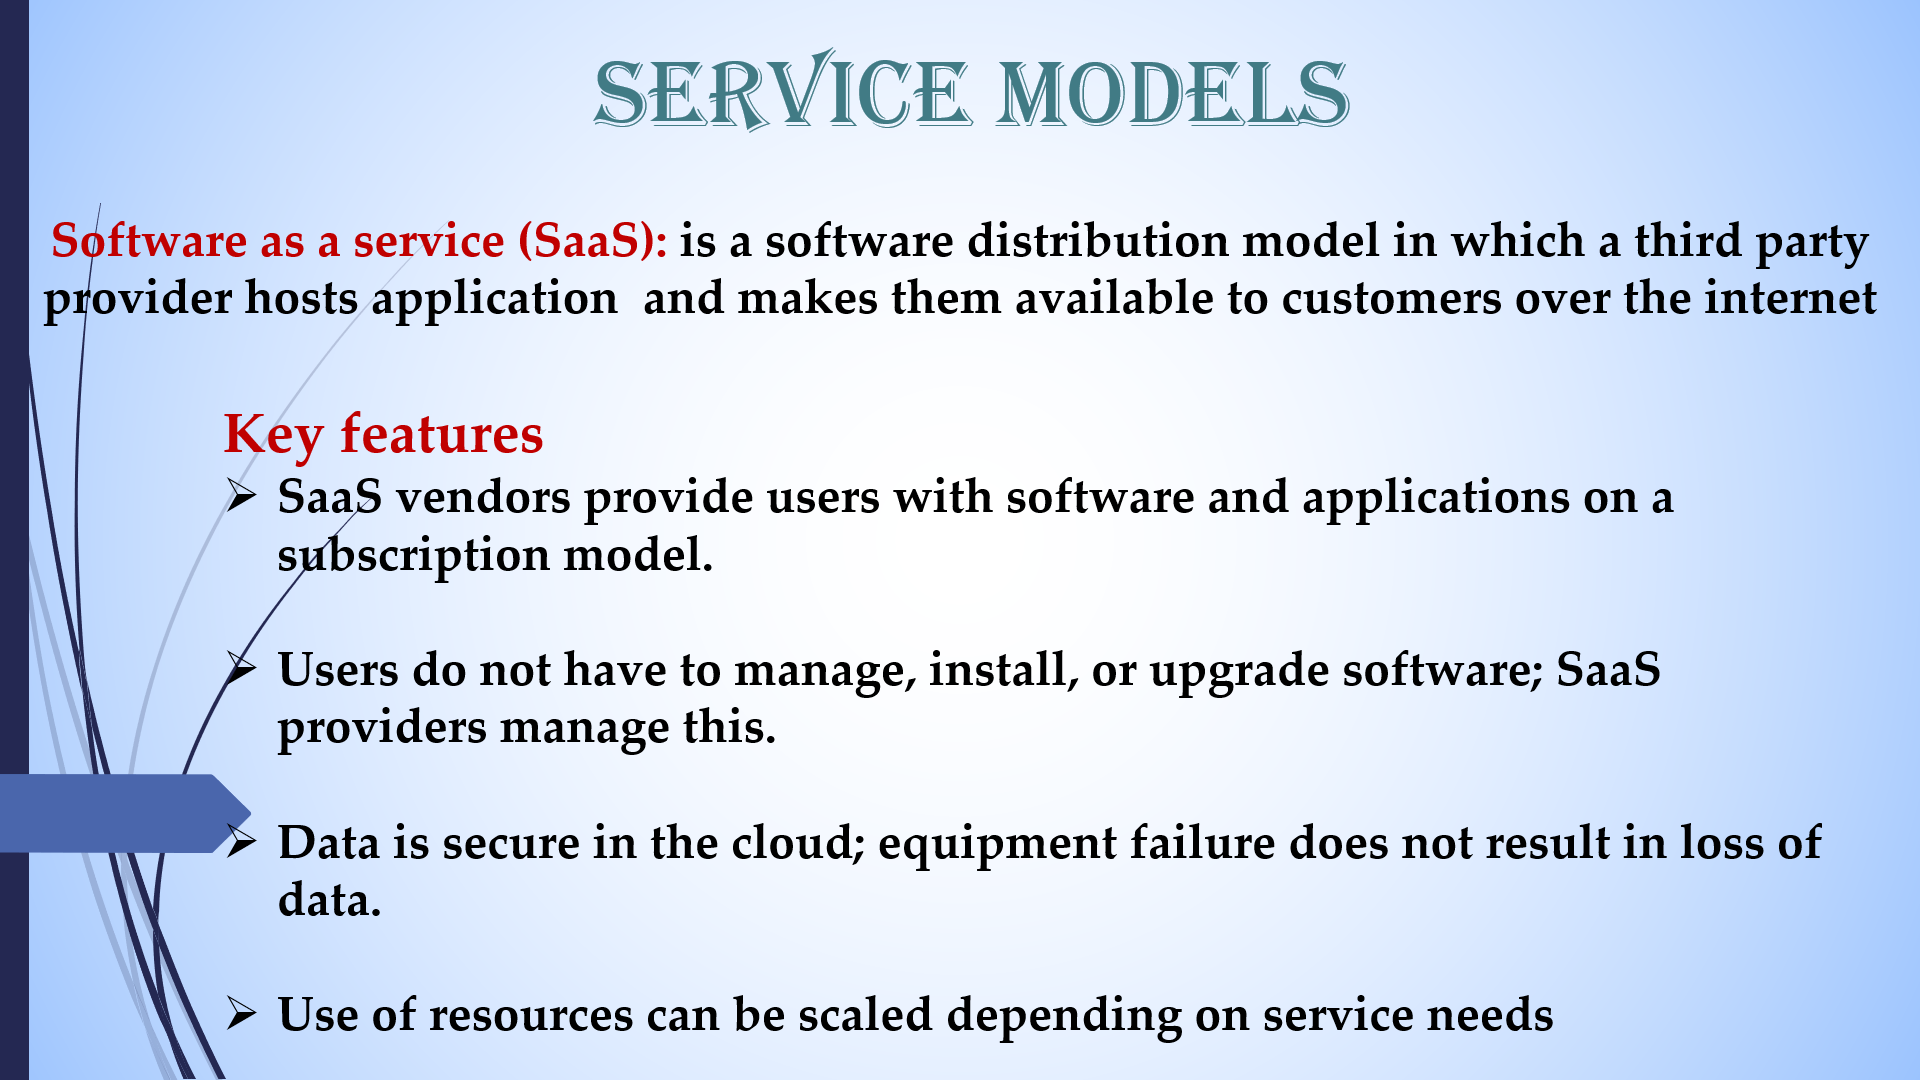 SERVICE MODELS
Software as a service (SaaS): is a software distribution model in which a third party
provider hosts application  and makes them available to customers over the internet
Key features
➢ SaaS vendors provide users with software and applications on a
subscription model.
➢ Users do not have to manage, install, or upgrade software; SaaS
providers manage this.
➢ Data is secure in the cloud; equipment failure does not result in loss of
data.
➢ Use of resources can be scaled depending on service needs